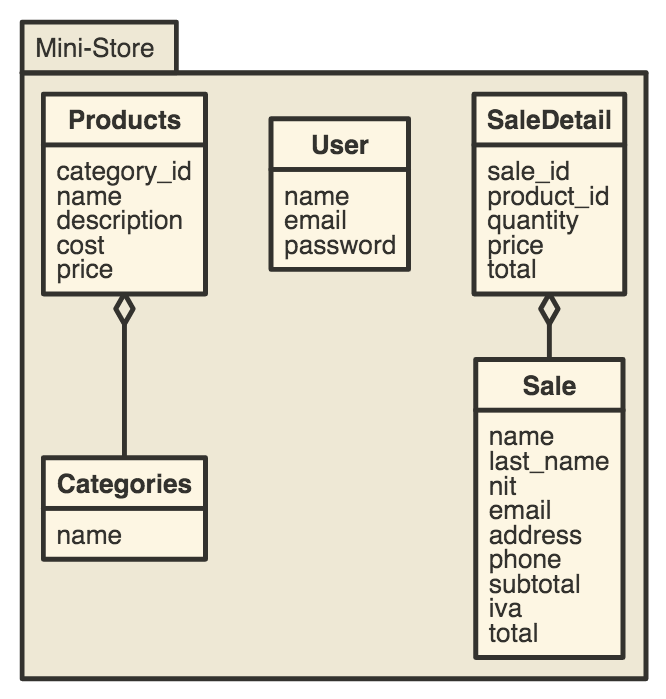 Mini-Store
Products
category_id
name
description
cost
price
User
name
email
password
SaleDetail
sale_id
product_id
quantity
price
total
Categories
name
Sale
name
last_name
nit
email
address
phone
subtotal
iva
total